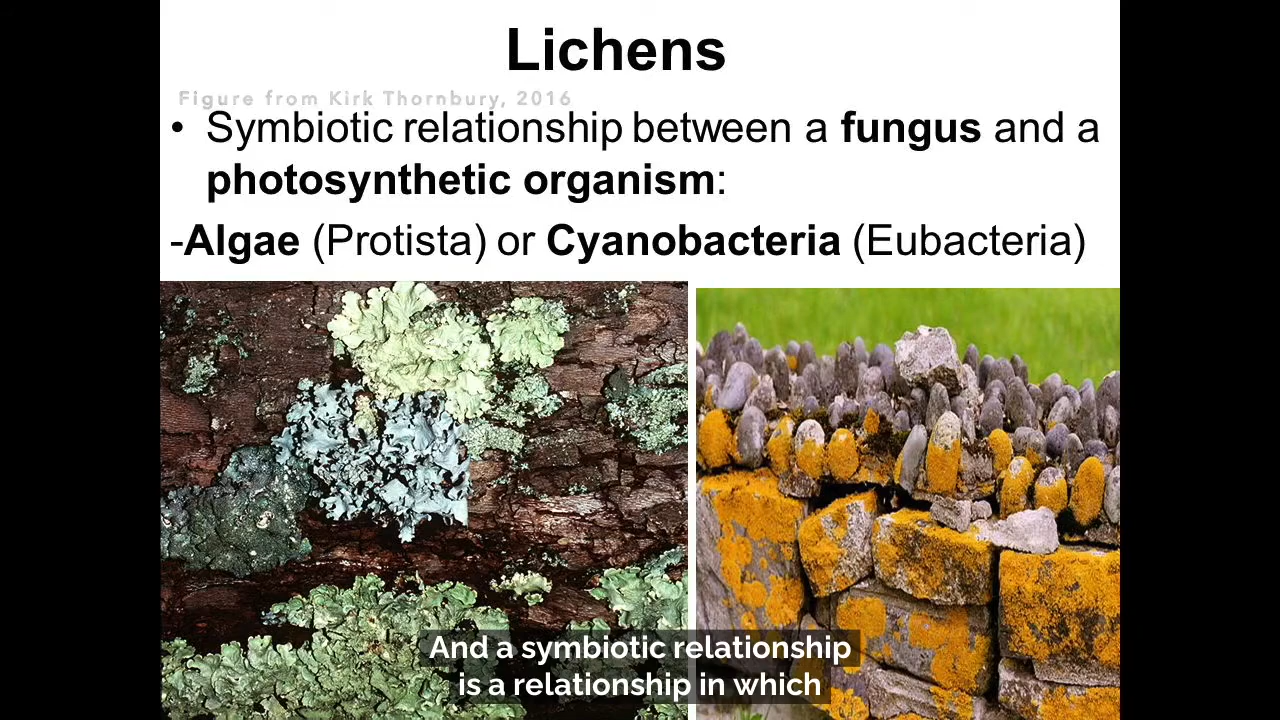 Lichens
Figure from Kirk Thornbury, 2016
• Symbiotic relationship between a fungus and a
photosynthetic organism:
-Algae (Protista) or Cyanobacteria (Eubacteria)
And a symbiotic relationship
is a relationship in which